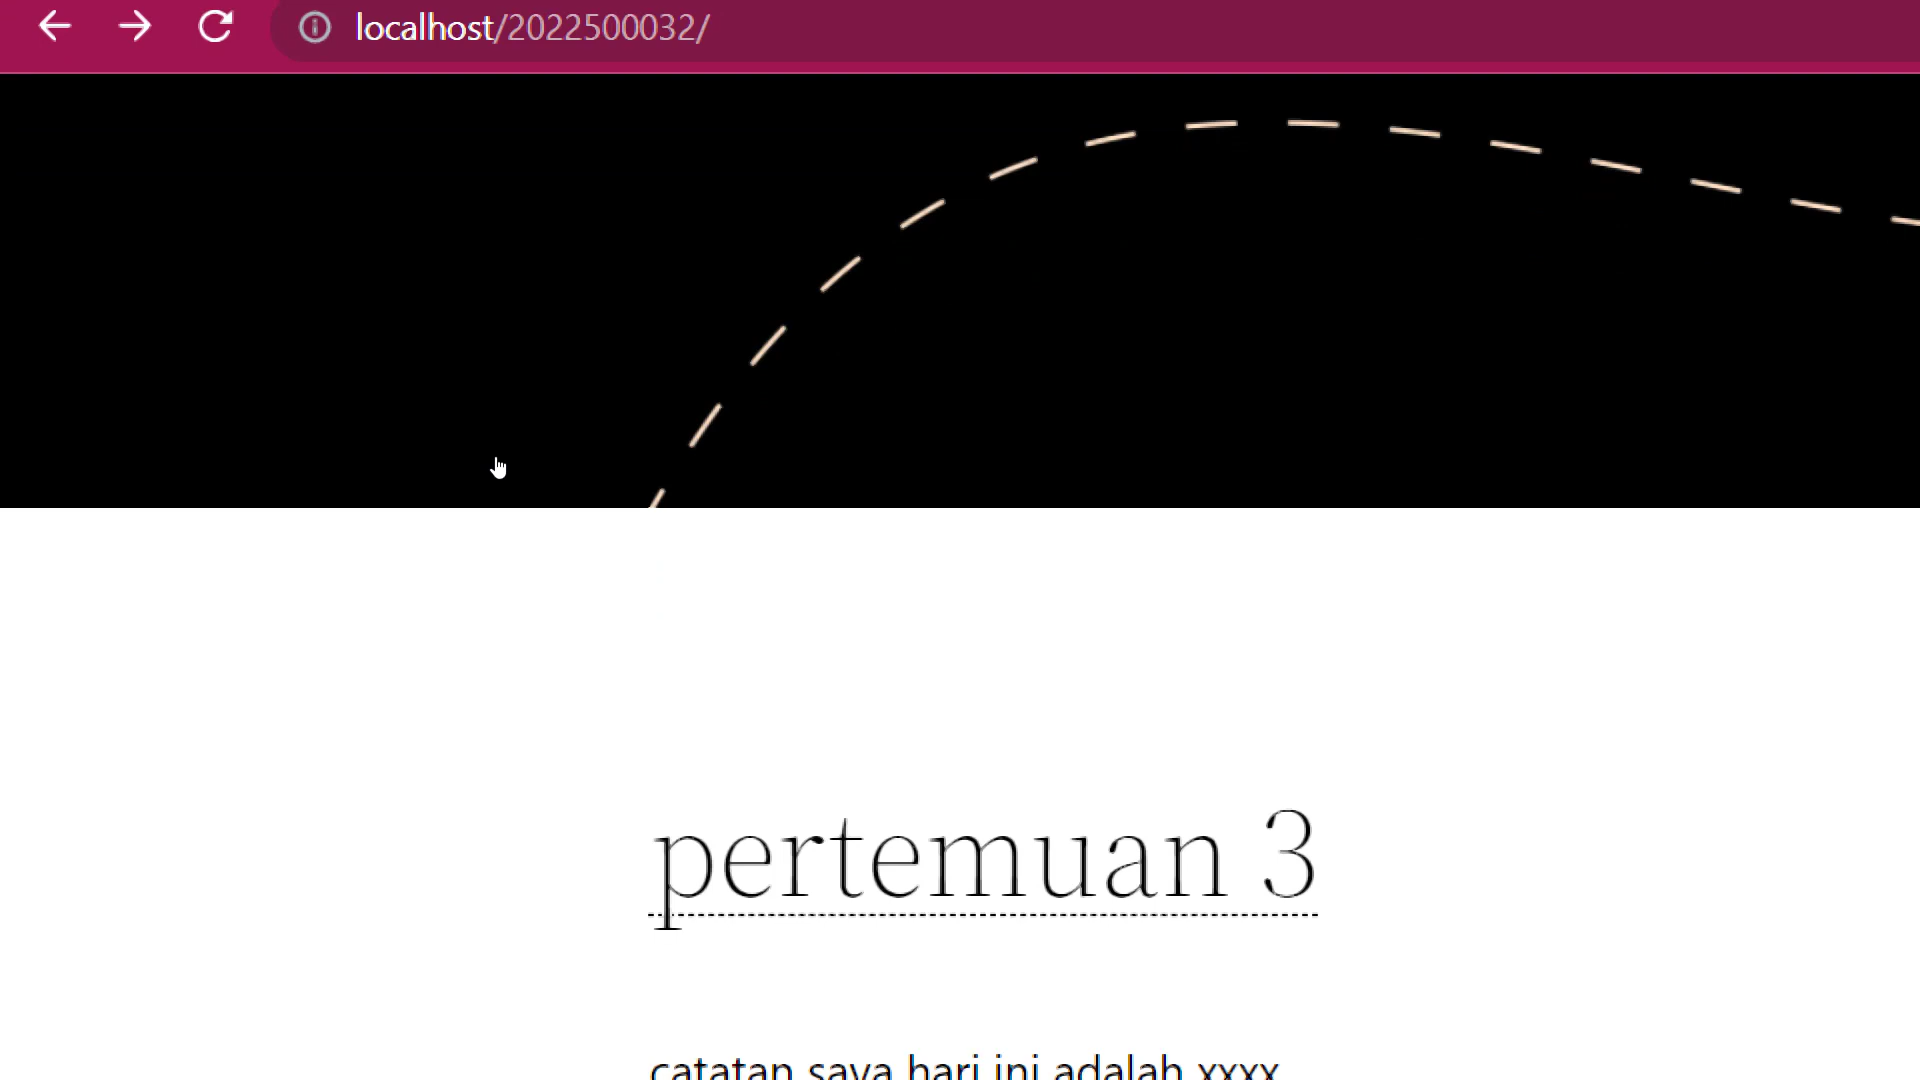 localhost/2022500032/
pertemuan 3
catatan saya hari ini adalah xxxx